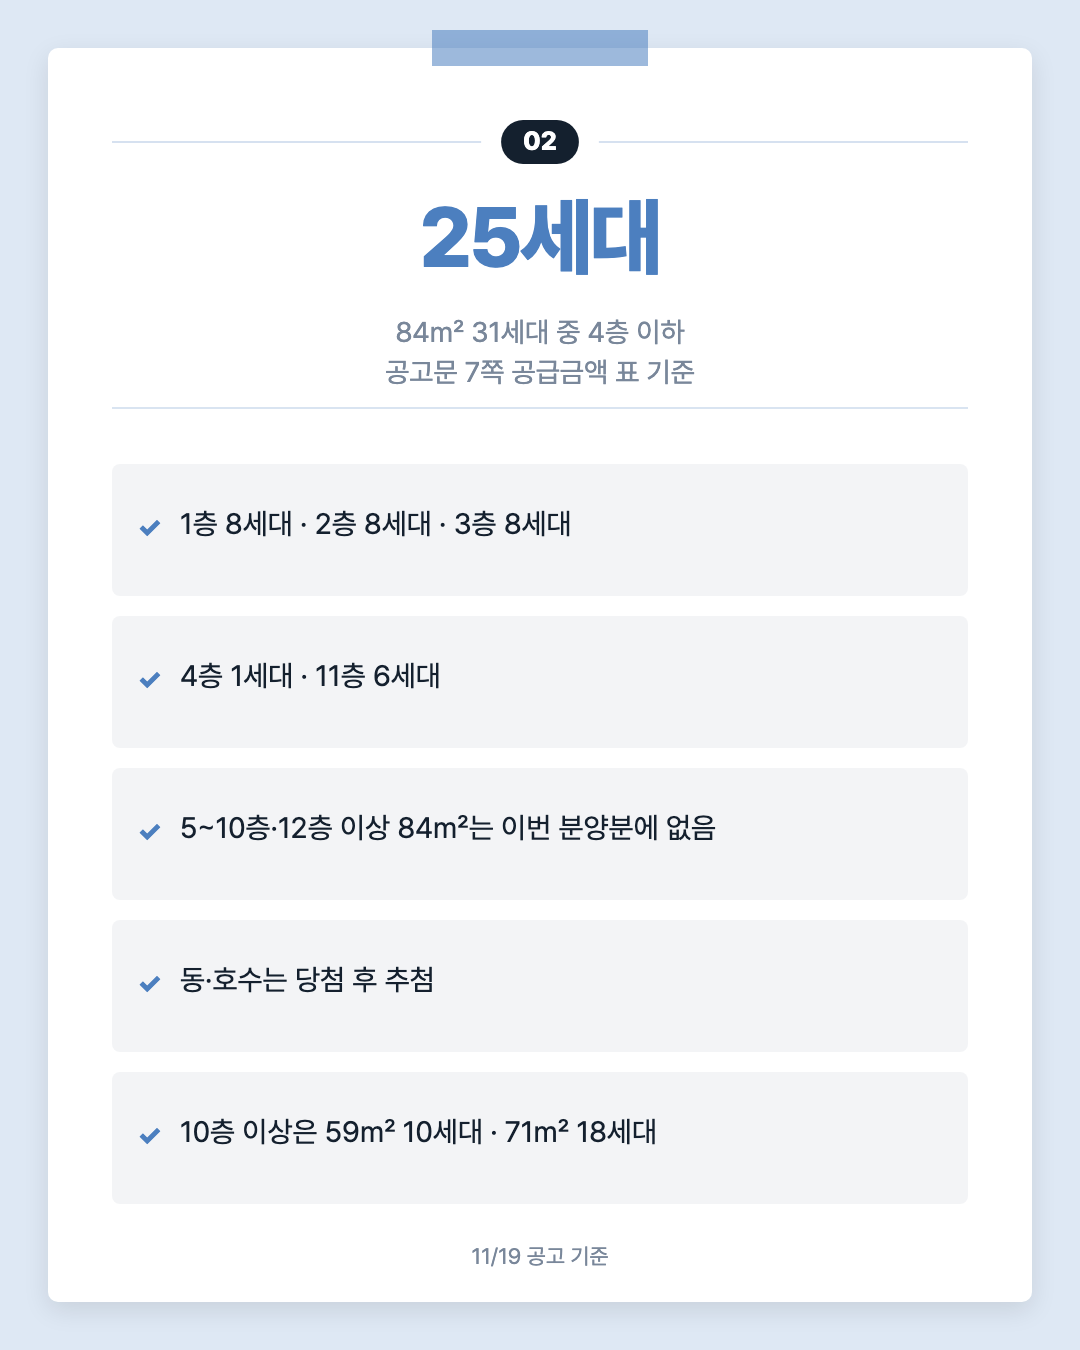 02
25세대
84m² 31세대 중 4층 이하
공고문 7쪽 공급금액 표 기준
1층 8세대 · 2층 8세대 · 3층 8세대
4층 1세대 · 11층 6세대
5~10층·12층 이상 84m²는 이번 분양분에 없음
동·호수는 당첨 후 추첨
10층 이상은 59m² 10세대 · 71m² 18세대
11/19 공고 기준